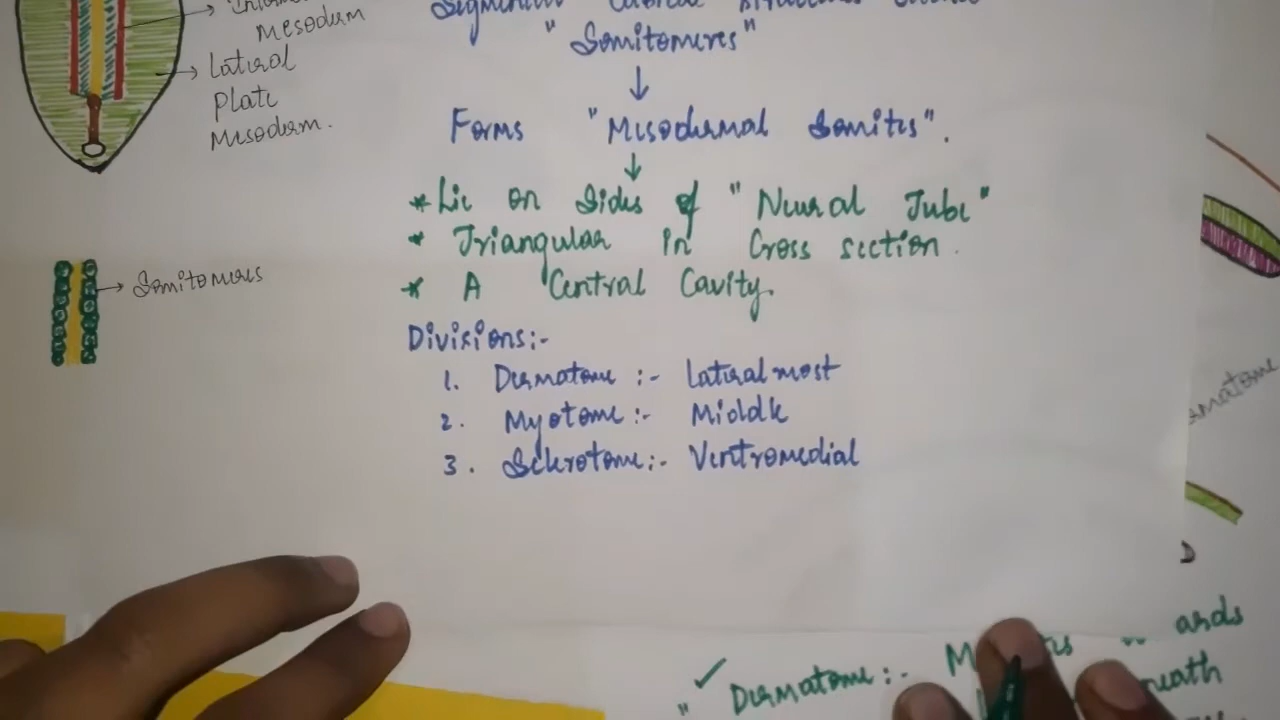 Mesoderm
Lateral
Plate
Mesoderm.
Segmental
"Somitomeres"
Forms "Mesodermal Somites".
* Lie on Sides of "Neural Tube"
* Triangular in Cross section.
* A Central Cavity.
Somitomeres
Divisions:-
1. Dermatome :- Lateral most
2. Myotome :- Middle
3. Sclerotome:- Ventromedial
D
" Dermatome:-